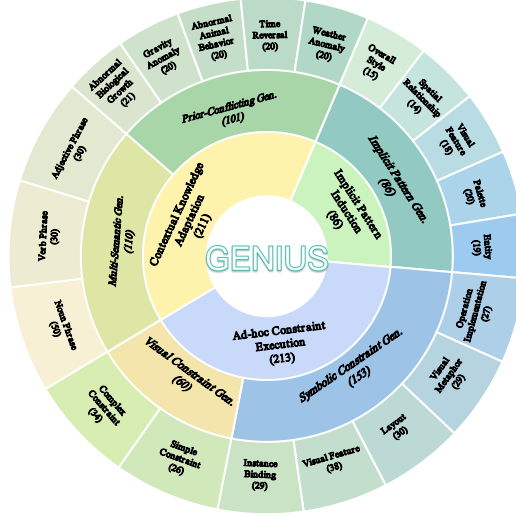 GENIUS
Contextual Knowledge
Adaptation
(211)
Implicit Pattern
Induction
(86)
Ad-hoc Constraint
Execution
(213)
Prior-Conflicting Gen.
(101)
Implicit Pattern Gen.
(86)
Symbolic Constraint Gen.
(153)
Visual Constraint Gen.
(60)
Multi-Semantic Gen.
(110)
Abnormal
Biological
Growth
(21)
Gravity
Anomaly
(20)
Abnormal
Animal
Behavior
(20)
Time
Reversal
(20)
Weather
Anomaly
(20)
Overall
Style
(15)
Spatial
Relationship
(14)
Visual
Feature
(18)
Palette
(20)
Entity
(19)
Operation
Implementation
(27)
Visual
Metaphor
(29)
Layout
(30)
Visual Feature
(38)
Instance
Binding
(29)
Simple
Constraint
(26)
Complex
Constraint
(34)
Noun Phrase
(50)
Verb Phrase
(30)
Adjective Phrase
(30)